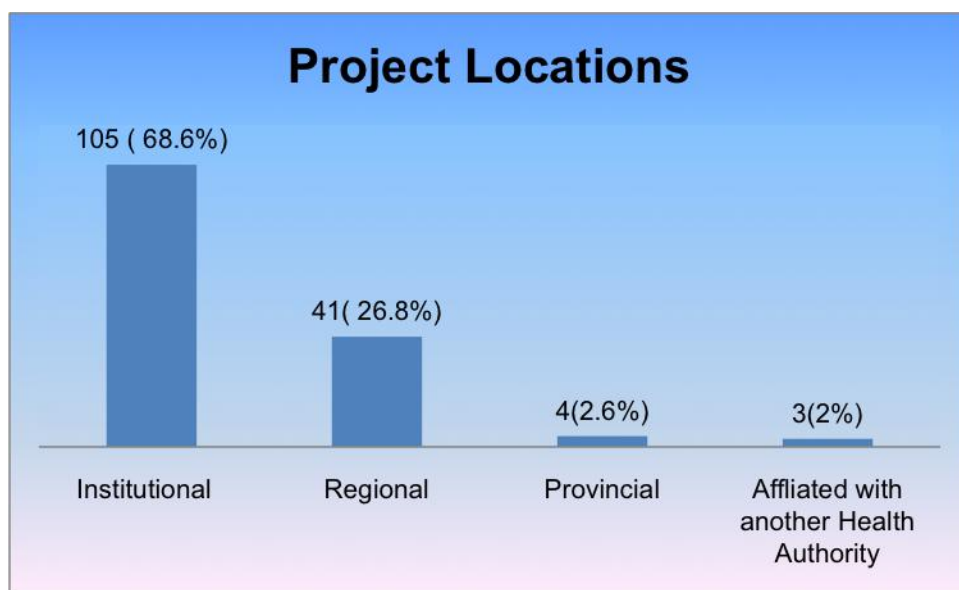 Project Locations
105 ( 68.6%)
41( 26.8%)
4(2.6%)
3(2%)
Institutional
Regional
Provincial
Affliated with
another Health
Authority